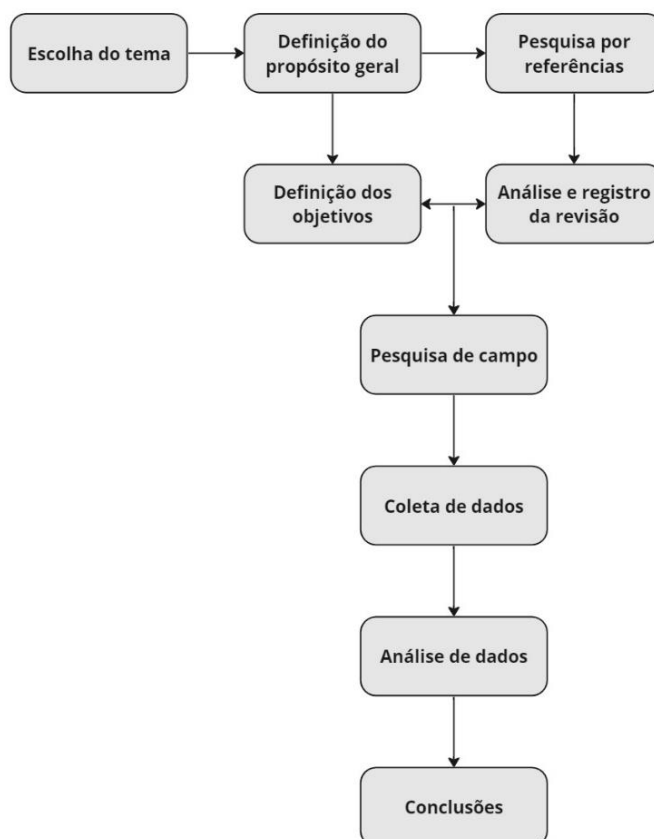 Escolha do tema
Definição do
propósito geral
Pesquisa por
referências
Definição dos
objetivos
Análise e registro
da revisão
Pesquisa de campo
Coleta de dados
Análise de dados
Conclusões